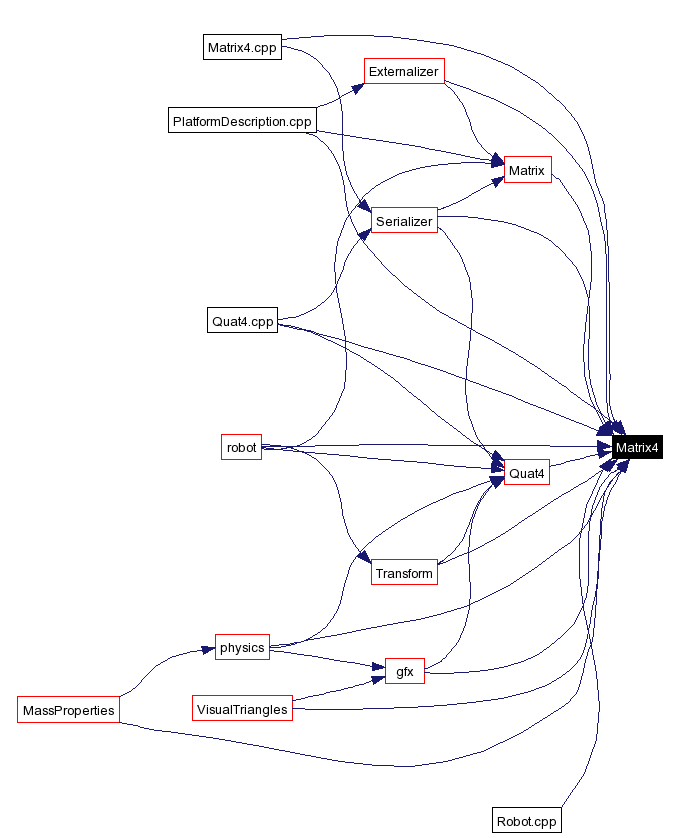 Matrix4.cpp
Externalizer
PlatformDescription.cpp
Matrix
Serializer
Quat4.cpp
robot
Matrix4
Quat4
Transform
physics
gfx
MassProperties
VisualTriangles
Robot.cpp